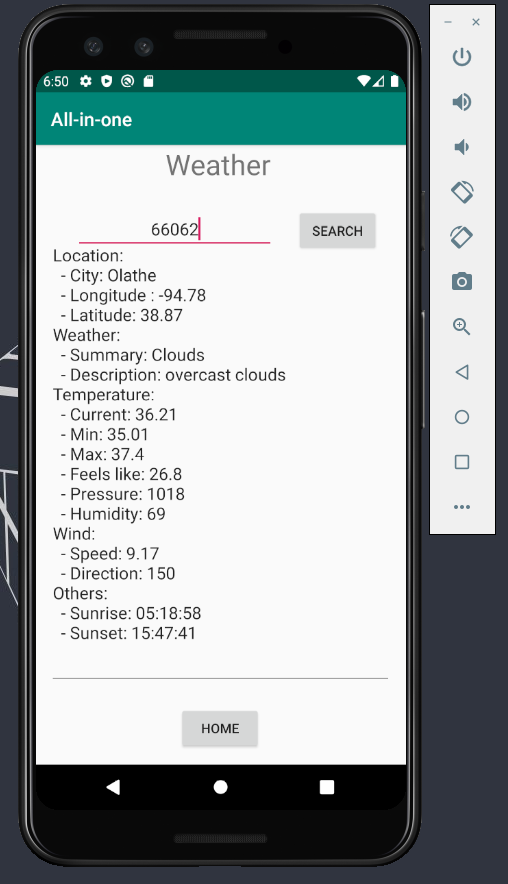 6:50
All-in-one
Weather
66062
SEARCH
Location:
- City: Olathe
- Longitude : -94.78
- Latitude: 38.87
Weather:
- Summary: Clouds
- Description: overcast clouds
Temperature:
- Current: 36.21
- Min: 35.01
- Max: 37.4
- Feels like: 26.8
- Pressure: 1018
- Humidity: 69
Wind:
- Speed: 9.17
- Direction: 150
Others:
- Sunrise: 05:18:58
- Sunset: 15:47:41
HOME